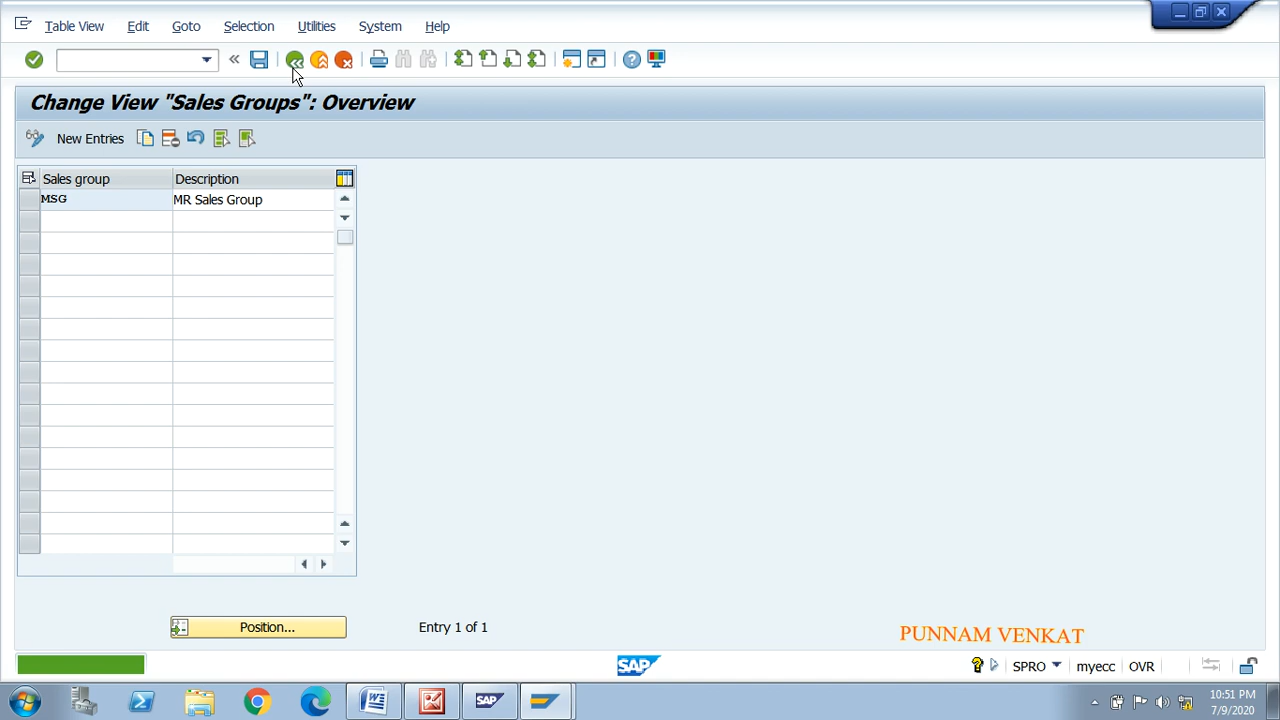 Table View Edit Goto Selection Utilities System Help
Change View "Sales Groups": Overview
New Entries
Sales group Description
MSG MR Sales Group
Position... Entry 1 of 1
PUNNAM VENKAT
SAP SPRO myecc OVR
10:51 PM
7/9/2020